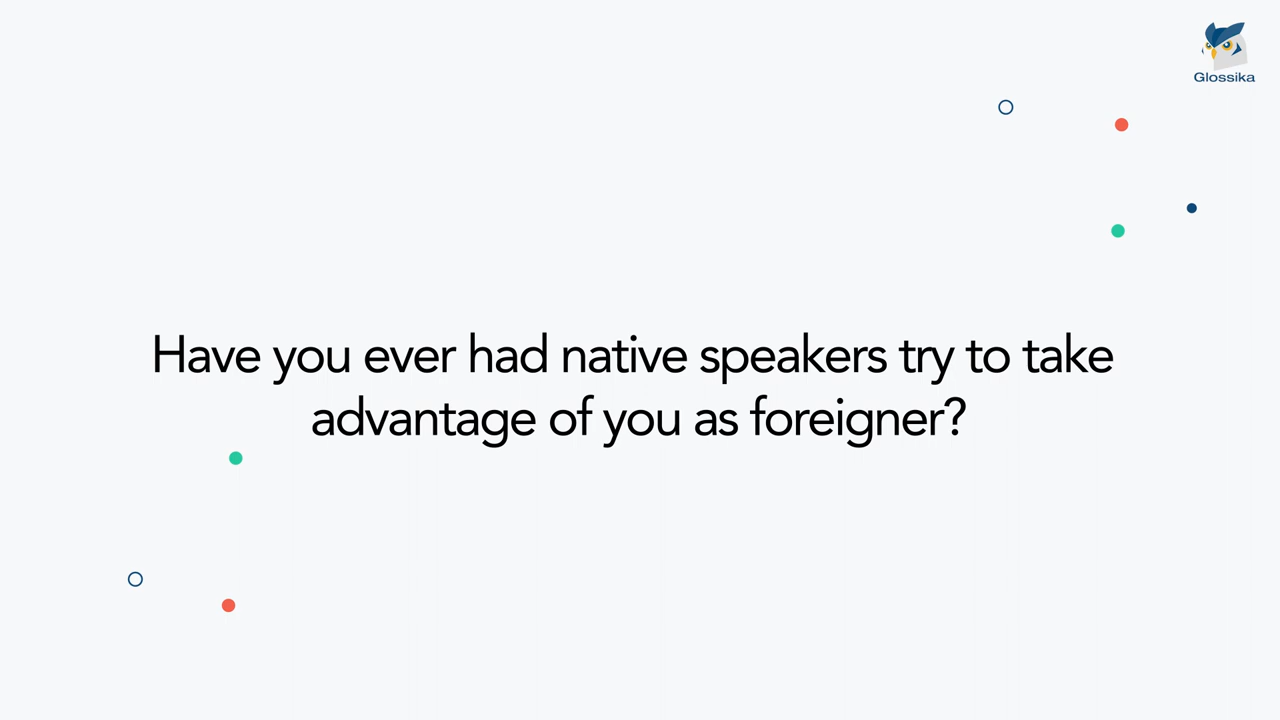 Glossika
Have you ever had native speakers try to take
advantage of you as foreigner?